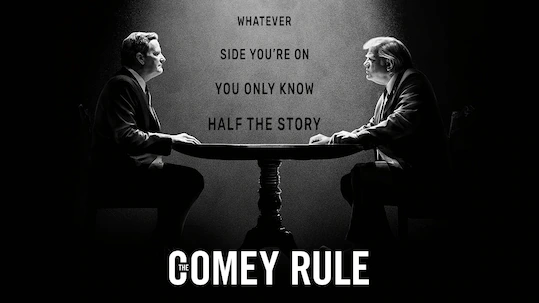 WHATEVER
SIDE YOU'RE ON
YOU ONLY KNOW
HALF THE STORY
THE COMEY RULE